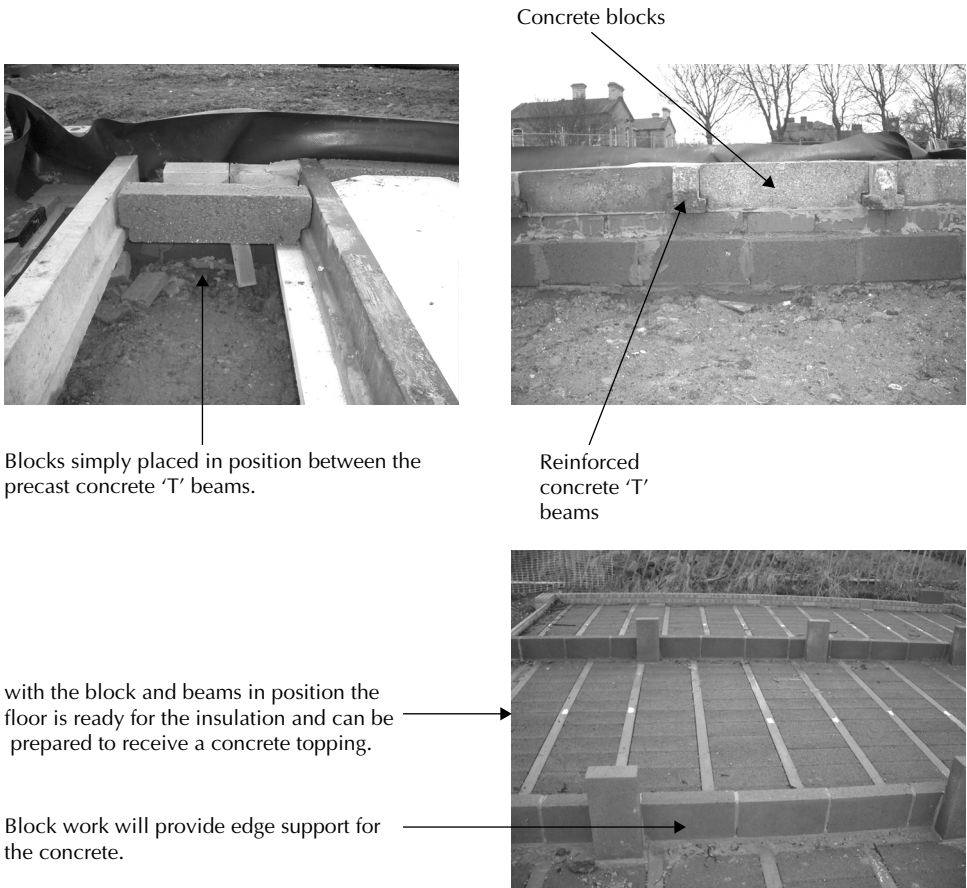 Concrete blocks
Blocks simply placed in position between the
precast concrete ‘T’ beams.
Reinforced
concrete ‘T’
beams
with the block and beams in position the
floor is ready for the insulation and can be
prepared to receive a concrete topping.
Block work will provide edge support for
the concrete.